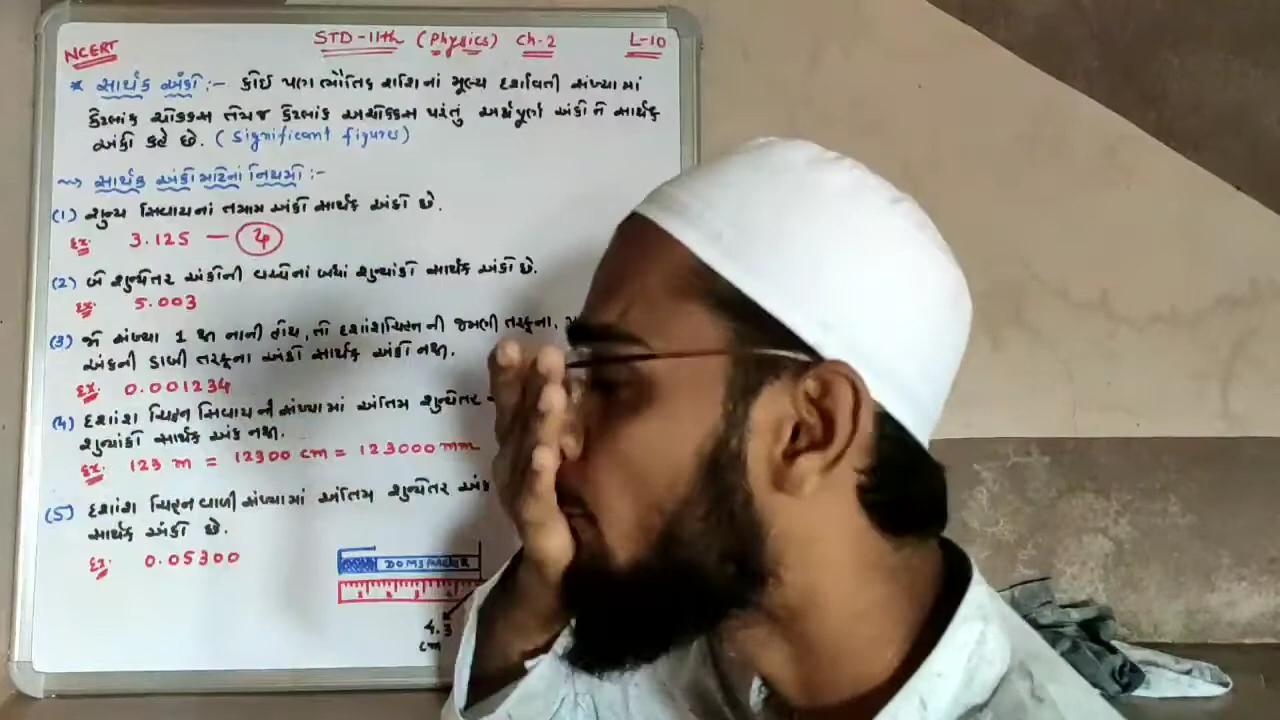 NCERT
STD-11th (Physics) Ch-2 L-10
* સાર્થક અંકો :- કોઈ પણ ભૌતિક રાશિનાં મૂલ્ય દર્શાવતી સંખ્યામાં
કેટલાંક ચોક્કસ તેમજ કેટલાંક અચોક્કસ પરંતુ અર્થપૂર્ણ અંકોને સાર્થક
અંકો કહે છે. (Significant figures)
સાર્થક અંકો માટેનાં નિયમો :-
(1) શુન્ય સિવાયનાં તમામ અંકો સાર્થક અંકો છે.
Ex: 3.125 — 4
(2) બે શુન્યેતર અંકોની વચ્ચેનાં બધાં શુન્યાંકો સાર્થક અંકો છે.
Ex: 5.003
(3) જો સંખ્યા 1 થી નાની હોય, તો દશાંશચિહ્ન ની જમણી તરફના,
અંકની ડાબી તરફના અંકો સાર્થક અંકો નથી.
Ex: 0.001234
(4) દશાંશ ચિહ્ન સિવાયની સંખ્યામાં અંતિમ શુન્યેતર
શુન્યાંકો સાર્થક અંક નથી.
Ex: 123 m = 12300 cm = 123000 mm
(5) દશાંશ ચિહ્ન વાળી સંખ્યામાં અંતિમ શુન્યેતર અંક
સાર્થક અંકો છે.
Ex: 0.05300
4.3
cm